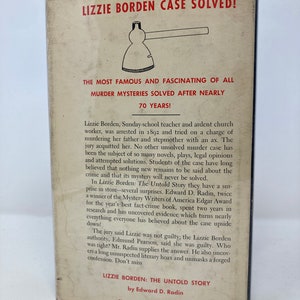 LIZZIE BORDEN CASE SOLVED!
THE MOST FAMOUS AND FASCINATING OF ALL
MURDER MYSTERIES SOLVED AFTER NEARLY
70 YEARS!
Lizzie Borden, Sunday-school teacher and ardent church
worker, was arrested in 1892 and tried on a charge of
murdering her father and stepmother with an ax. The
jury acquitted her. No other unsolved murder case has
been the subject of so many novels, plays, legal opinions
and attempted solutions. Students of the case have long
believed that nothing new remains to be said about the
crime and that its mystery will never be solved.
In Lizzie Borden: The Untold Story they have a sur-
prise in store—several surprises. Edward D. Radin, twice
a winner of the Mystery Writers of America Edgar Award
for the year's best fact-crime book, spent two years in
research and his uncovered evidence which turns nearly
everything everyone has believed about the case upside
down!
The jury said Lizzie was not guilty, the Lizzie Borden
authority, Edmund Pearson, said she was guilty. Who
was right? Mr. Radin supplies the answer. He also uncov-
ers a long unsuspected literary hoax and unmasks a forged
confession. Don't miss
LIZZIE BORDEN: THE UNTOLD STORY
by Edward D. Radin